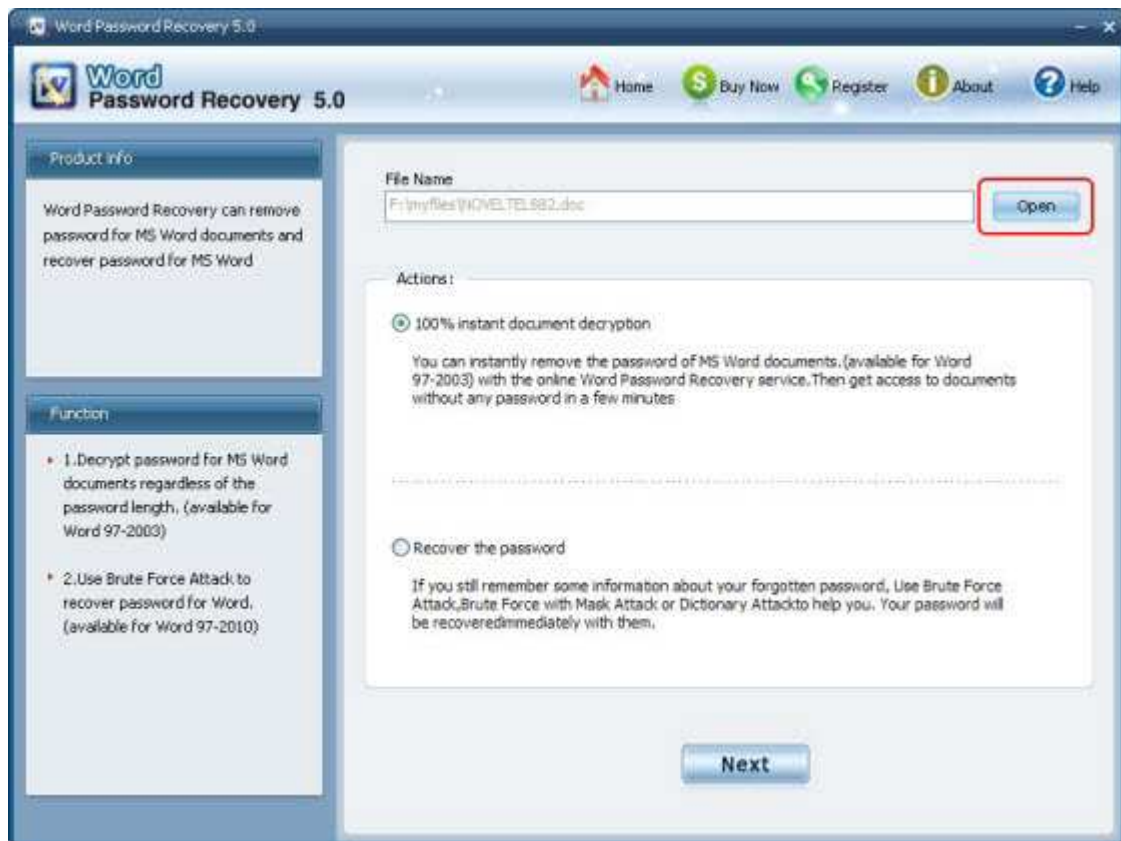 Word Password Recovery 5.0
Word
Password Recovery 5.0
Home
Buy Now
Register
About
Help
Product info
Word Password Recovery can remove
password for MS Word documents and
recover password for MS Word
Function
1.Decrypt password for MS Word
documents regardless of the
password length. (available for
Word 97-2003)
2.Use Brute Force Attack to
recover password for Word.
(available for Word 97-2010)
File Name
F:\myfiles\NOVELTEL982.doc
Open
Actions:
100% instant document decryption
You can instantly remove the password of MS Word documents.(available for Word
97-2003) with the online Word Password Recovery service.Then get access to documents
without any password in a few minutes
Recover the password
If you still remember some information about your forgotten password, Use Brute Force
Attack,Brute Force with Mask Attack or Dictionary Attackto help you. Your password will
be recoveredimmediately with them.
Next